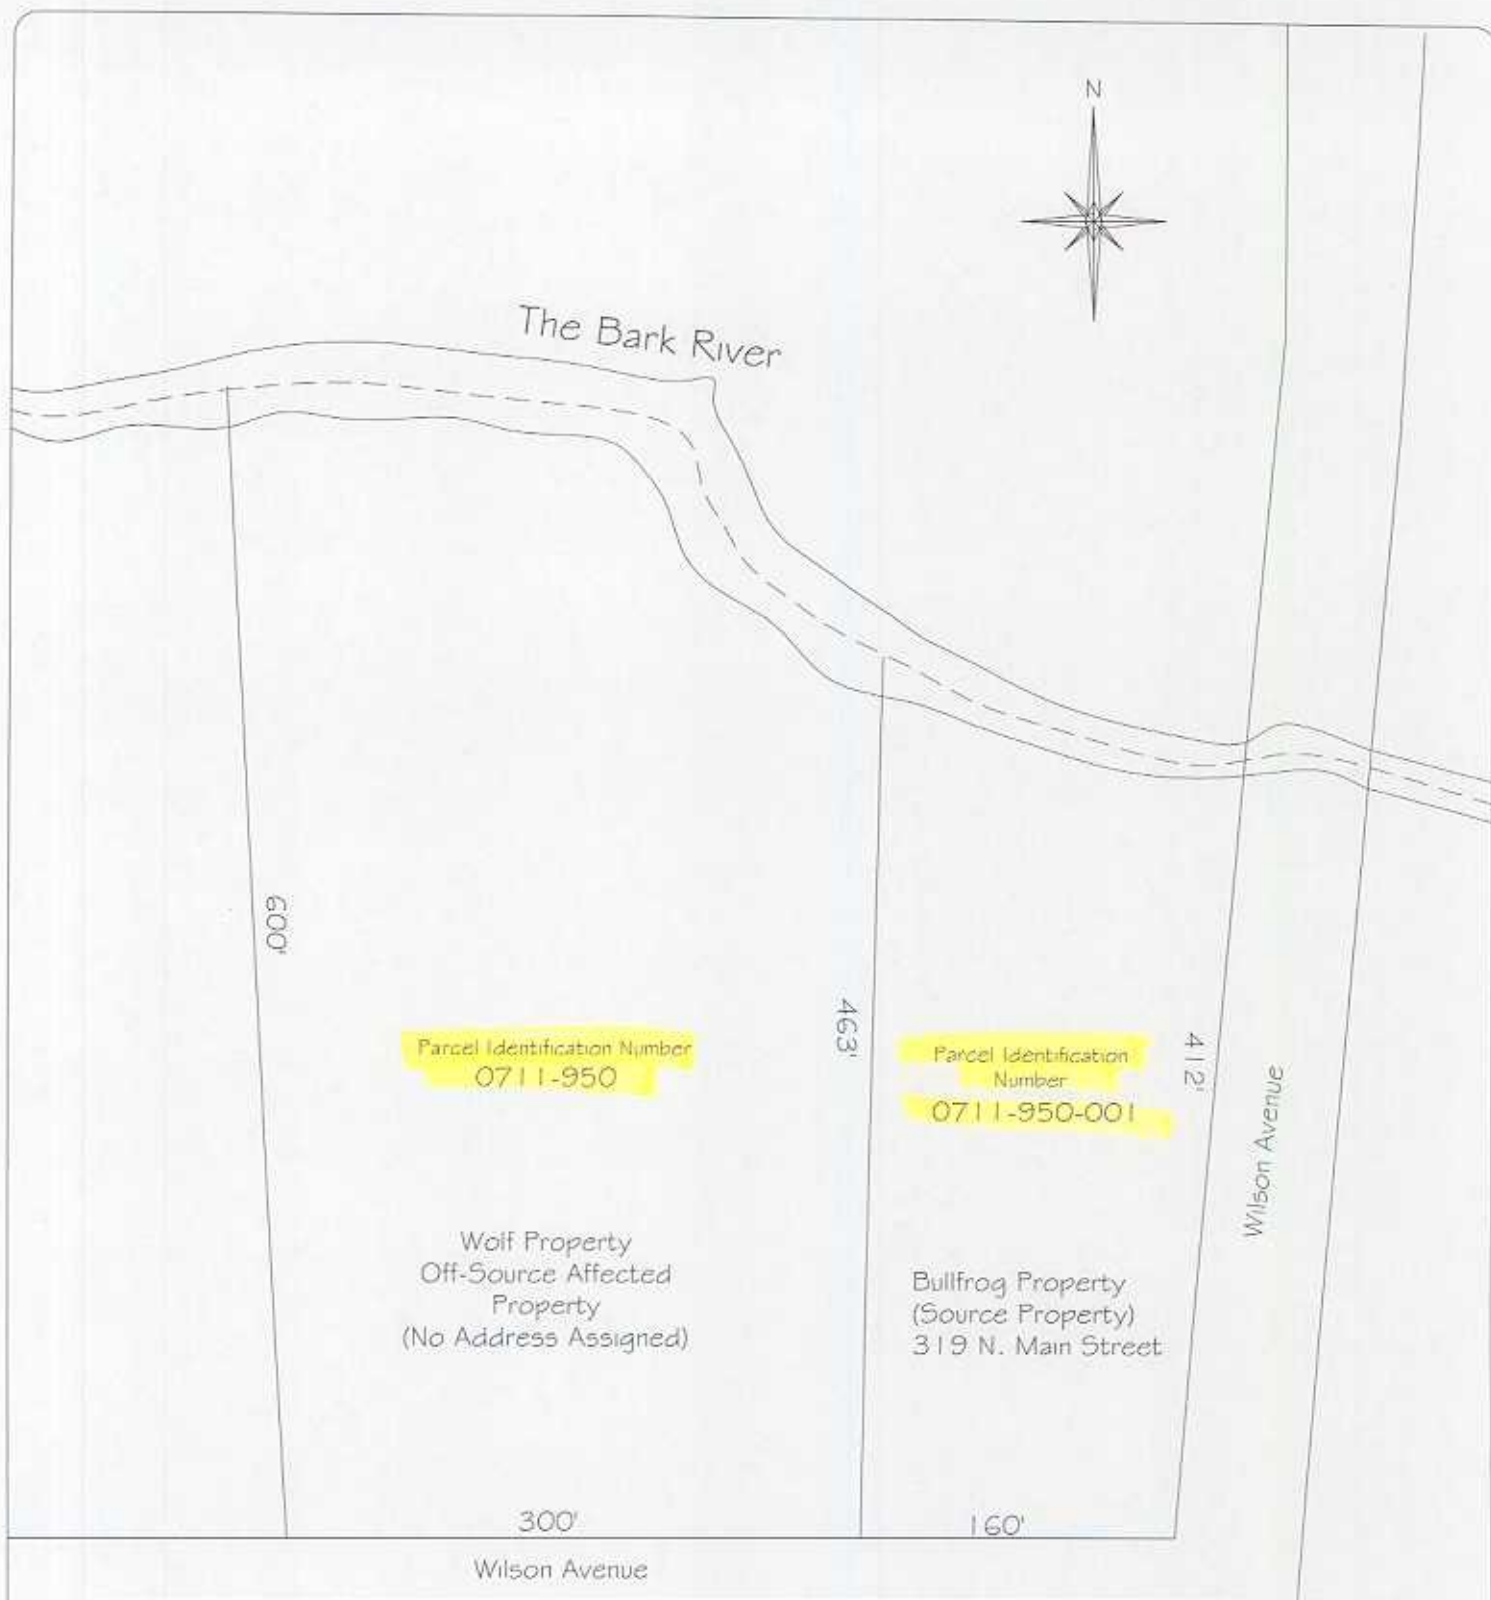 N
The Bark River
600'
463'
412'
Parcel Identification Number
0711-950
Parcel Identification
Number
0711-950-001
Wilson Avenue
Wolf Property
Off-Source Affected
Property
(No Address Assigned)
Bullfrog Property
(Source Property)
319 N. Main Street
300'
160'
Wilson Avenue